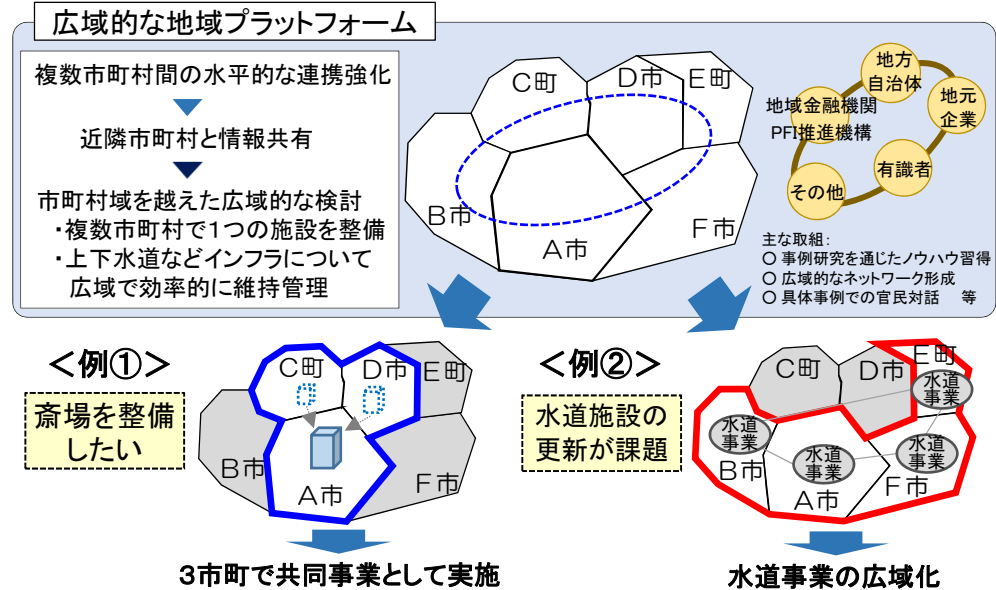 広域的な地域プラットフォーム
複数市町村間の水平的な連携強化
近隣市町村と情報共有
市町村域を越えた広域的な検討
・複数市町村で1つの施設を整備
・上下水道などインフラについて
広域で効率的に維持管理
C町
D市
E町
B市
A市
F市
地方
自治体
地域金融機関
PFI推進機構
地元
企業
有識者
その他
主な取組:
○ 事例研究を通じたノウハウ習得
○ 広域的なネットワーク形成
○ 具体事例での官民対話 等
<例①>
斎場を整備
したい
C町
D市
E町
B市
A市
F市
3市町で共同事業として実施
<例②>
水道施設の
更新が課題
C町
D市
E町
水道
事業
水道
事業
水道
事業
水道
事業
B市
A市
F市
水道事業の広域化